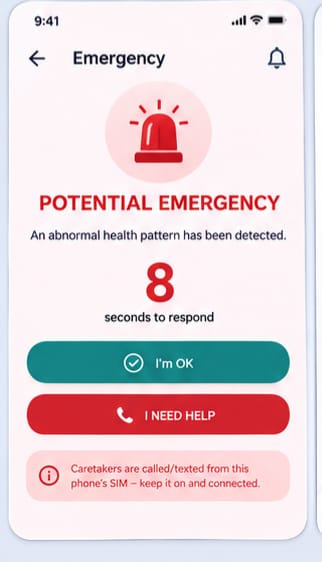 9:41
Emergency
POTENTIAL EMERGENCY
An abnormal health pattern has been detected.
8
seconds to respond
I'm OK
I NEED HELP
Caretakers are called/texted from this
phone's SIM – keep it on and connected.